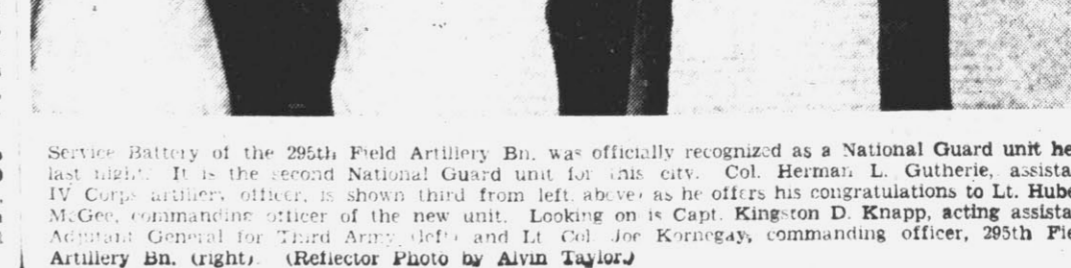 Service Battery of the 295th Field Artillery Bn. was officially recognized as a National Guard unit he
last night. It is the second National Guard unit for this city. Col. Herman L. Gutherie, assista
IV Corps artillery officer, is shown third from left, above, as he offers his congratulations to Lt. Hube
McGee, commanding officer of the new unit. Looking on is Capt. Kingston D. Knapp, acting assista
Adjutant General for Third Army (left) and Lt Col Joe Kornegay, commanding officer, 295th Fie
Artillery Bn. (right). (Reflector Photo by Alvin Taylor.)